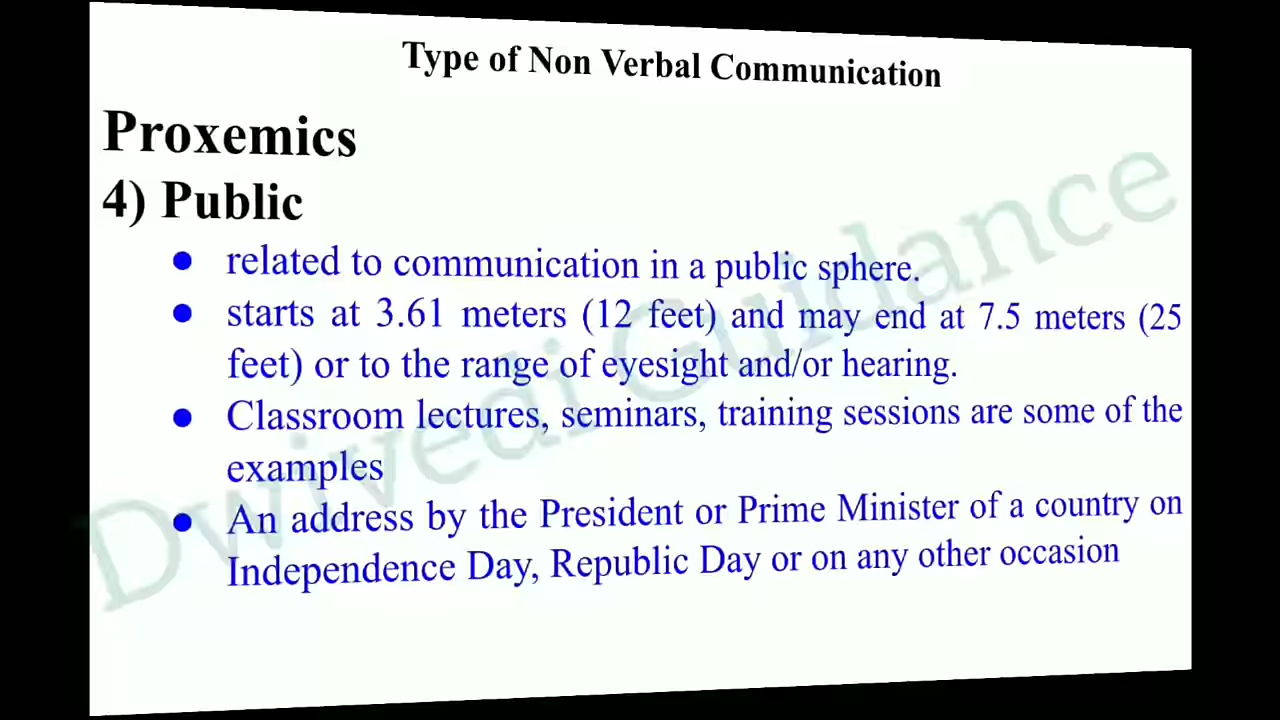 Type of Non Verbal Communication
Proxemics
4) Public
● related to communication in a public sphere.
● starts at 3.61 meters (12 feet) and may end at 7.5 meters (25
feet) or to the range of eyesight and/or hearing.
● Classroom lectures, seminars, training sessions are some of the
examples
● An address by the President or Prime Minister of a country on
Independence Day, Republic Day or on any other occasion
Dwivedi Guidance